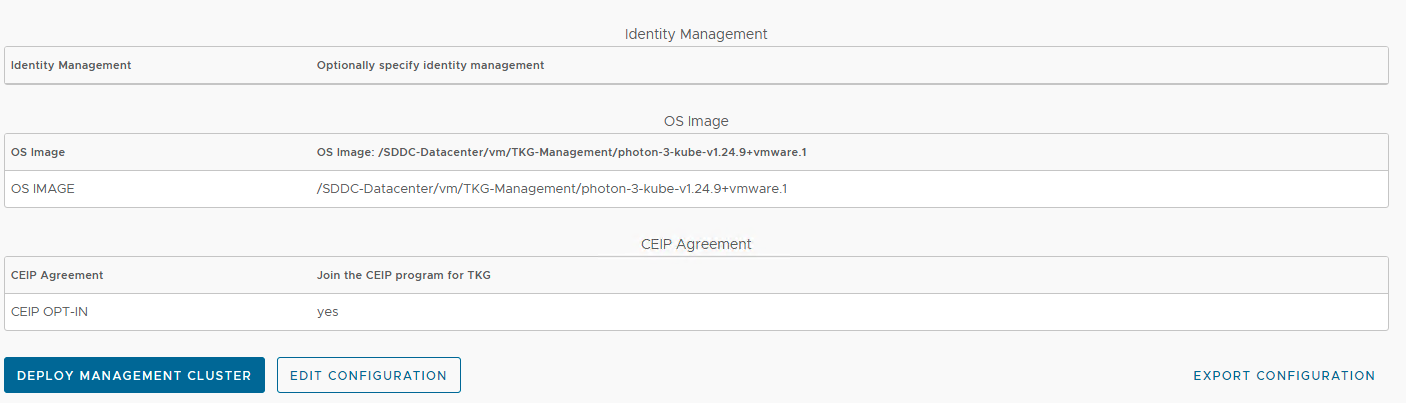 Identity Management
Identity Management Optionally specify identity management
OS Image
OS Image OS Image: /SDDC-Datacenter/vm/TKG-Management/photon-3-kube-v1.24.9+vmware.1
OS IMAGE /SDDC-Datacenter/vm/TKG-Management/photon-3-kube-v1.24.9+vmware.1
CEIP Agreement
CEIP Agreement Join the CEIP program for TKG
CEIP OPT-IN yes
DEPLOY MANAGEMENT CLUSTER EDIT CONFIGURATION EXPORT CONFIGURATION